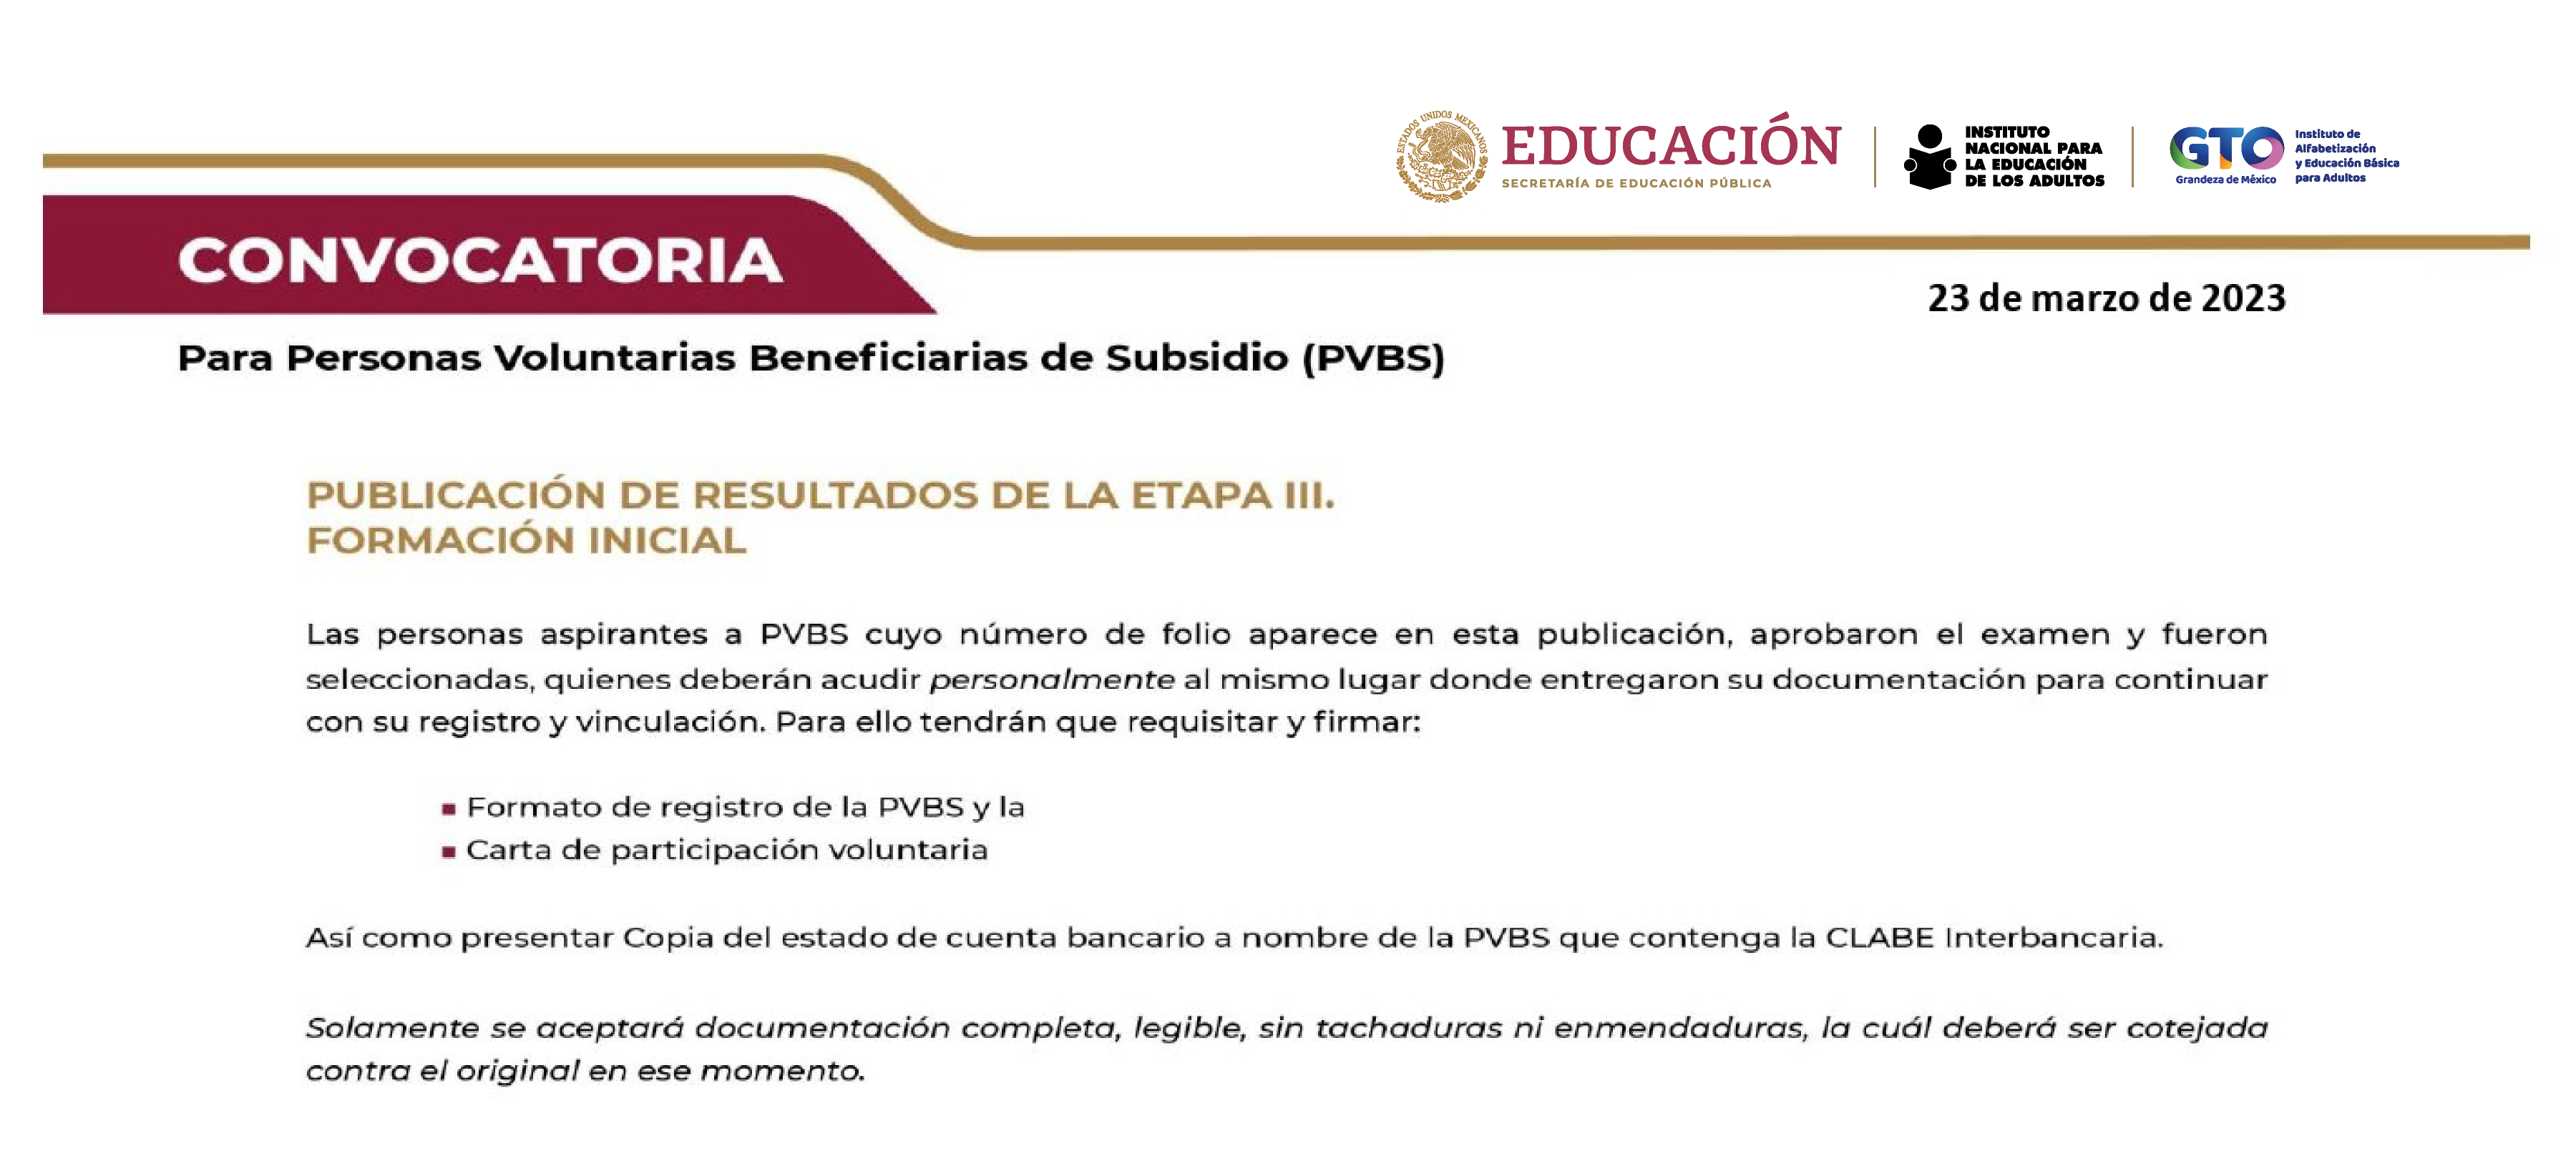 ESTADOS UNIDOS MEXICANOS
EDUCACIÓN
SECRETARÍA DE EDUCACIÓN PÚBLICA
INSTITUTO
NACIONAL PARA
LA EDUCACIÓN
DE LOS ADULTOS
GTO
Grandeza de México
Instituto de
Alfabetización
y Educación Básica
para Adultos
CONVOCATORIA
23 de marzo de 2023
Para Personas Voluntarias Beneficiarias de Subsidio (PVBS)
PUBLICACIÓN DE RESULTADOS DE LA ETAPA III.
FORMACIÓN INICIAL
Las personas aspirantes a PVBS cuyo número de folio aparece en esta publicación, aprobaron el examen y fueron
seleccionadas, quienes deberán acudir personalmente al mismo lugar donde entregaron su documentación para continuar
con su registro y vinculación. Para ello tendrán que requisitar y firmar:
▪ Formato de registro de la PVBS y la
▪ Carta de participación voluntaria
Así como presentar Copia del estado de cuenta bancario a nombre de la PVBS que contenga la CLABE Interbancaria.
Solamente se aceptará documentación completa, legible, sin tachaduras ni enmendaduras, la cuál deberá ser cotejada
contra el original en ese momento.